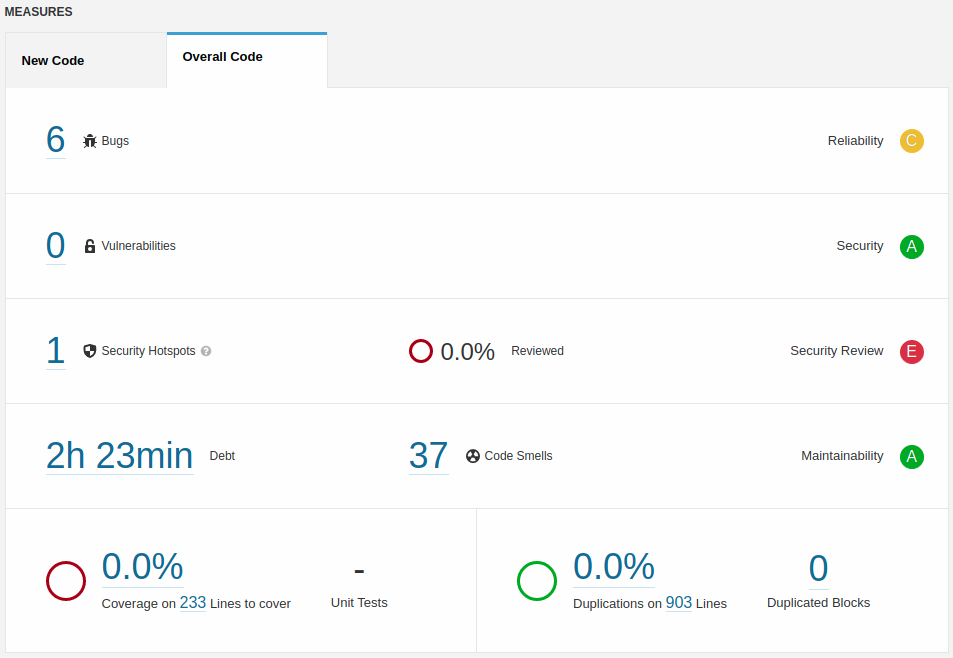 MEASURES
New Code
Overall Code
6 Bugs Reliability C
0 Vulnerabilities Security A
1 Security Hotspots ? 0.0% Reviewed Security Review E
2h 23min Debt 37 Code Smells Maintainability A
0.0% - 0.0% 0
Coverage on 233 Lines to cover Unit Tests Duplications on 903 Lines Duplicated Blocks